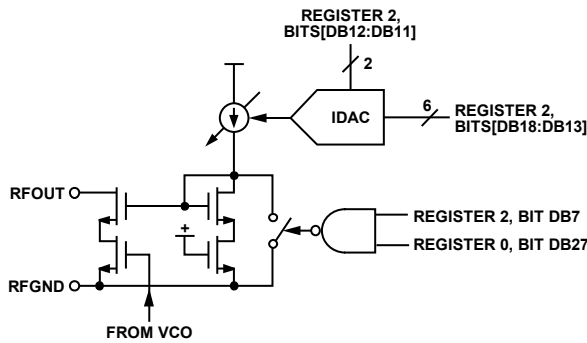 REGISTER 2,
BITS[DB12:DB11]
2
IDAC
6
REGISTER 2,
BITS[DB18:DB13]
RFOUT
+
REGISTER 2, BIT DB7
REGISTER 0, BIT DB27
RFGND
FROM VCO